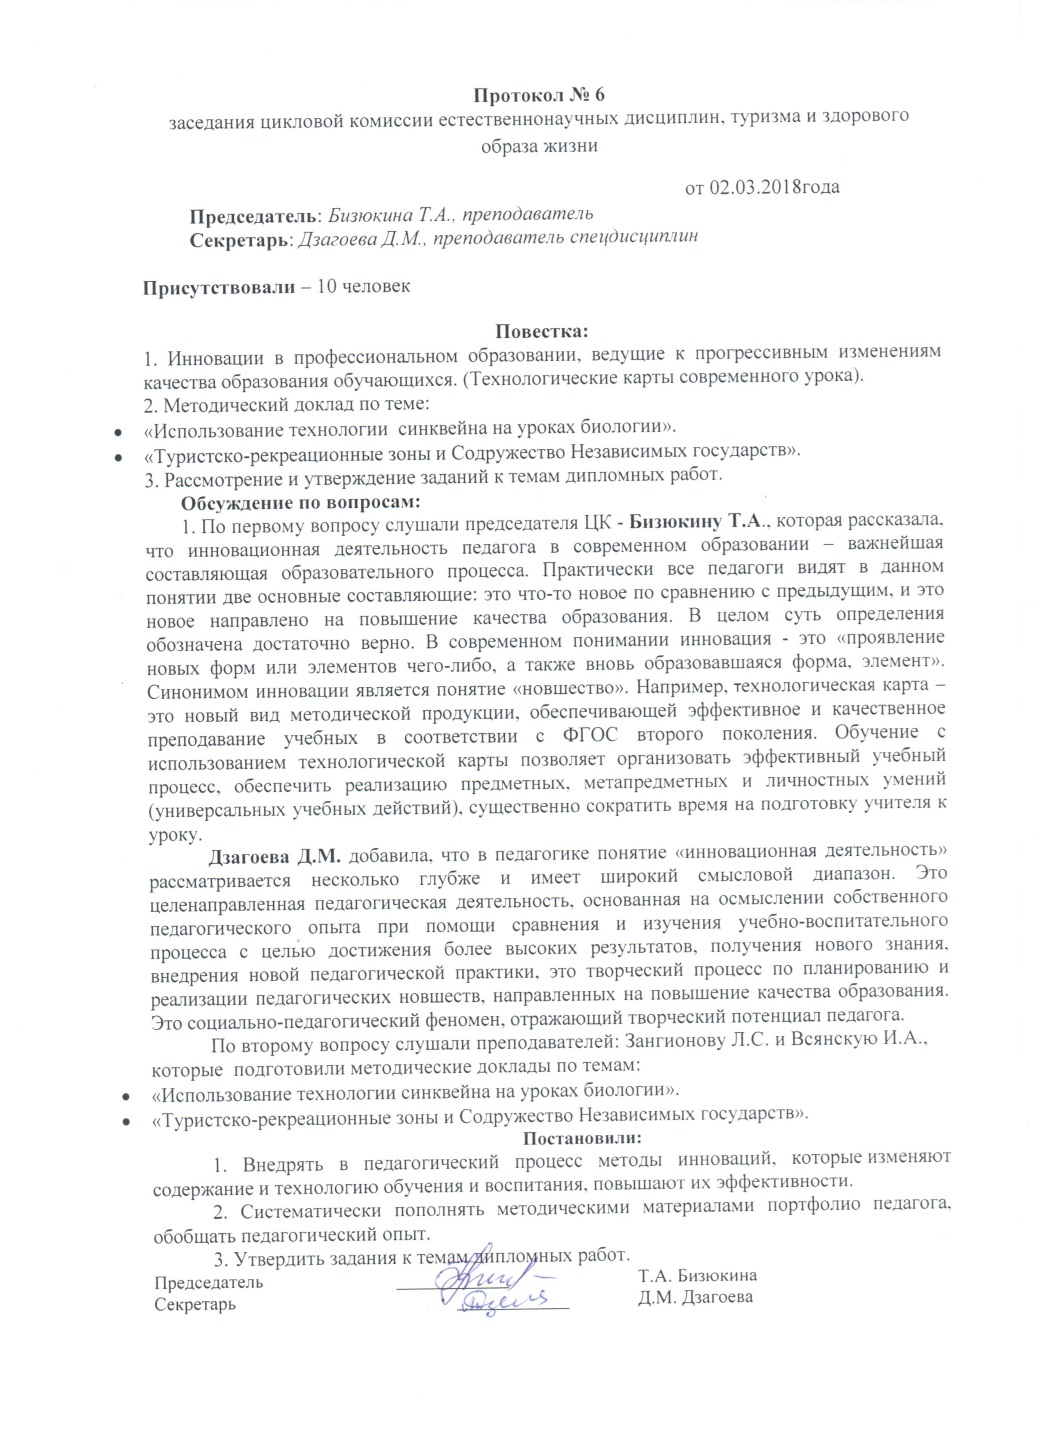 Протокол № 6
заседания цикловой комиссии естественнонаучных дисциплин, туризма и здорового
образа жизни
от 02.03.2018года
Председатель: Бизюкина Т.А., преподаватель
Секретарь: Дзагоева Д.М., преподаватель спецдисциплин
Присутствовали – 10 человек
Повестка:
1. Инновации в профессиональном образовании, ведущие к прогрессивным изменениям
качества образования обучающихся. (Технологические карты современного урока).
2. Методический доклад по теме:
• «Использование технологии синквейна на уроках биологии».
• «Туристско-рекреационные зоны и Содружество Независимых государств».
3. Рассмотрение и утверждение заданий к темам дипломных работ.
Обсуждение по вопросам:
1. По первому вопросу слушали председателя ЦК - Бизюкину Т.А., которая рассказала,
что инновационная деятельность педагога в современном образовании – важнейшая
составляющая образовательного процесса. Практически все педагоги видят в данном
понятии две основные составляющие: это что-то новое по сравнению с предыдущим, и это
новое направлено на повышение качества образования. В целом суть определения
обозначена достаточно верно. В современном понимании инновация - это «проявление
новых форм или элементов чего-либо, а также вновь образовавшаяся форма, элемент».
Синонимом инновации является понятие «новшество». Например, технологическая карта –
это новый вид методической продукции, обеспечивающей эффективное и качественное
преподавание учебных в соответствии с ФГОС второго поколения. Обучение с
использованием технологической карты позволяет организовать эффективный учебный
процесс, обеспечить реализацию предметных, метапредметных и личностных умений
(универсальных учебных действий), существенно сократить время на подготовку учителя к
уроку.
Дзагоева Д.М. добавила, что в педагогике понятие «инновационная деятельность»
рассматривается несколько глубже и имеет широкий смысловой диапазон. Это
целенаправленная педагогическая деятельность, основанная на осмыслении собственного
педагогического опыта при помощи сравнения и изучения учебно-воспитательного
процесса с целью достижения более высоких результатов, получения нового знания,
внедрения новой педагогической практики, это творческий процесс по планированию и
реализации педагогических новшеств, направленных на повышение качества образования.
Это социально-педагогический феномен, отражающий творческий потенциал педагога.
По второму вопросу слушали преподавателей: Зангионову Л.С. и Всянскую И.А.,
которые подготовили методические доклады по темам:
• «Использование технологии синквейна на уроках биологии».
• «Туристско-рекреационные зоны и Содружество Независимых государств».
Постановили:
1. Внедрять в педагогический процесс методы инноваций, которые изменяют
содержание и технологию обучения и воспитания, повышают их эффективности.
2. Систематически пополнять методическими материалами портфолио педагога,
обобщать педагогический опыт.
3. Утвердить задания к темам дипломных работ.
Председатель Т.А. Бизюкина
Секретарь Д.М. Дзагоева